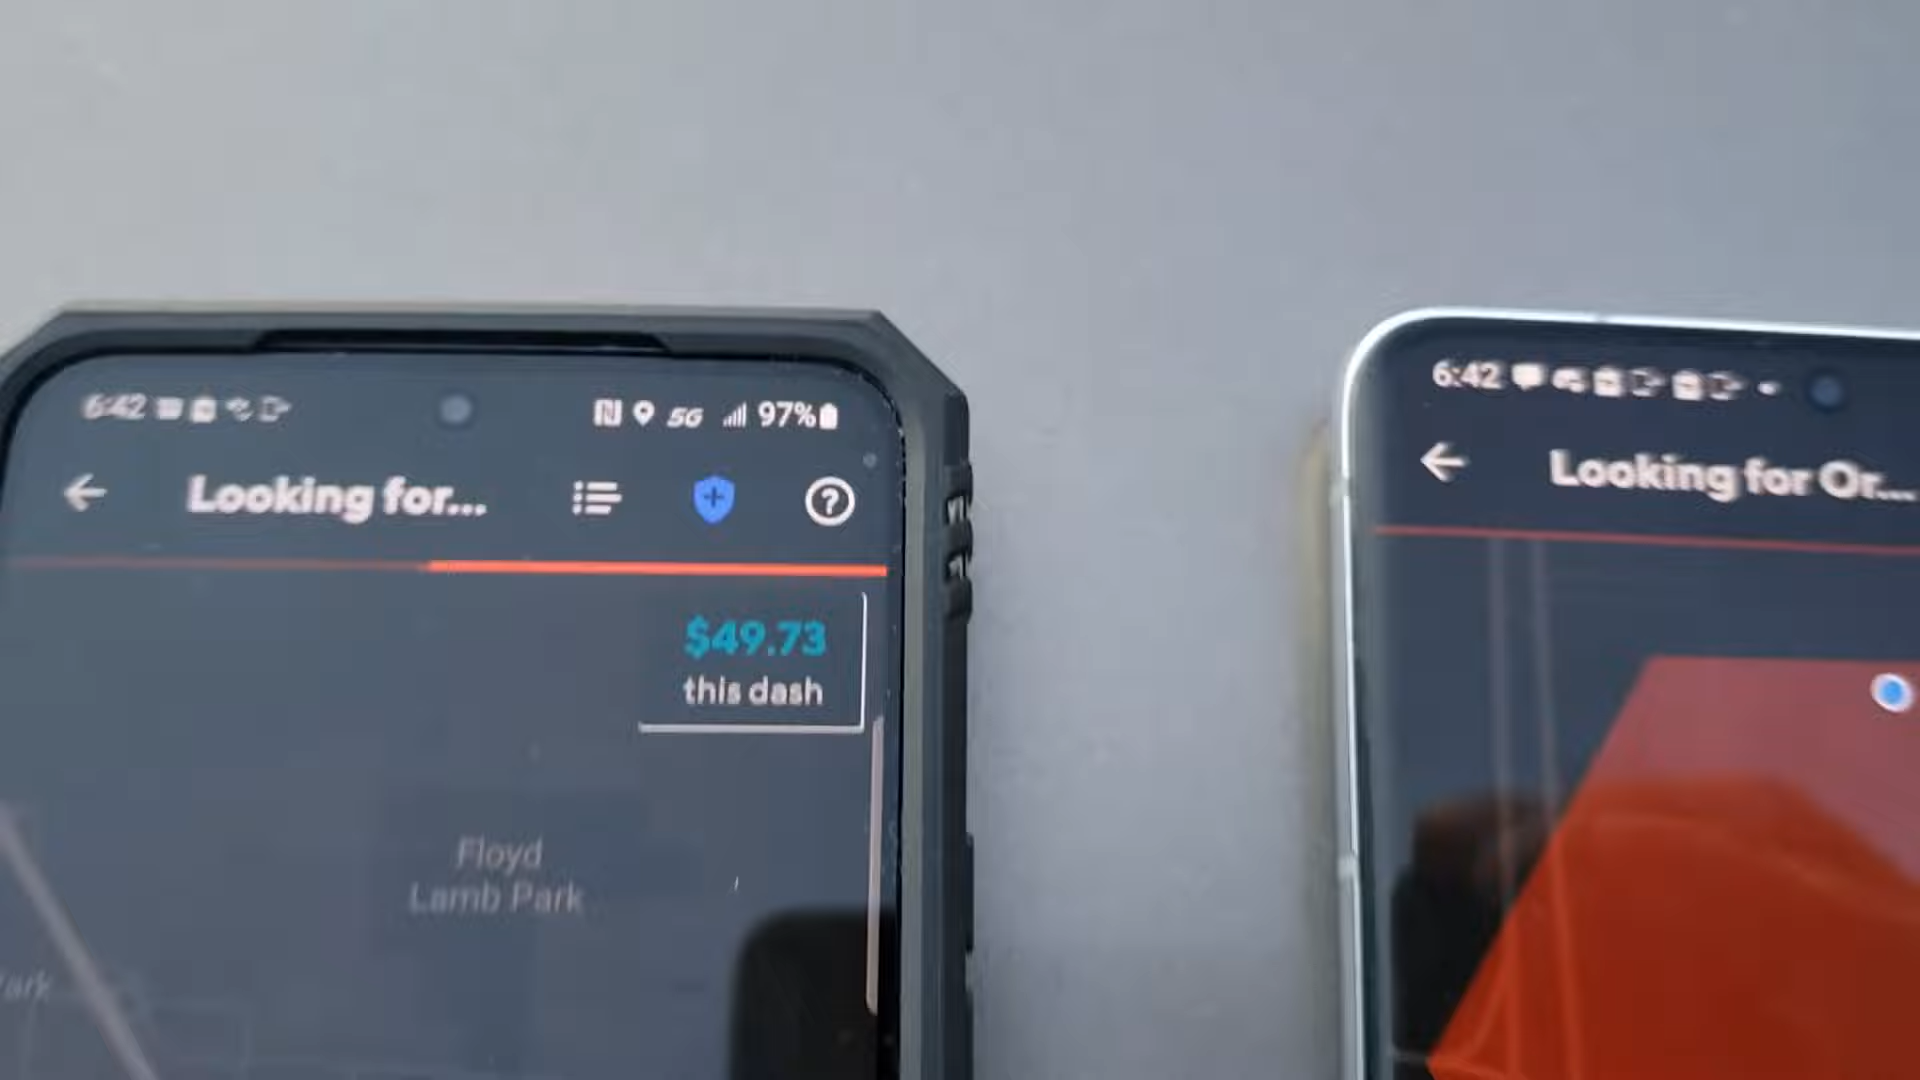 6:42
5G 97%
Looking for...
?
$49.73
this dash
Floyd
Lamb Park
6:42
Looking for Or...